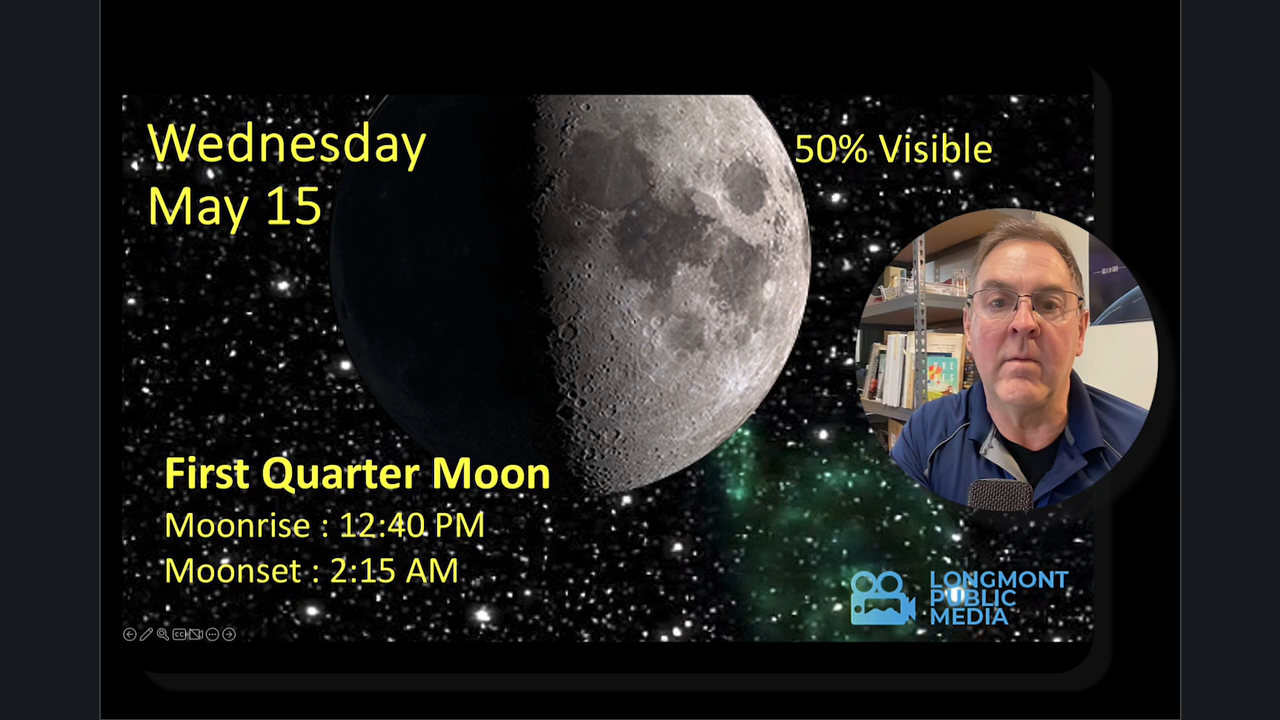 Wednesday
May 15
50% Visible
First Quarter Moon
Moonrise : 12:40 PM
Moonset : 2:15 AM
LONGMONT
PUBLIC
MEDIA